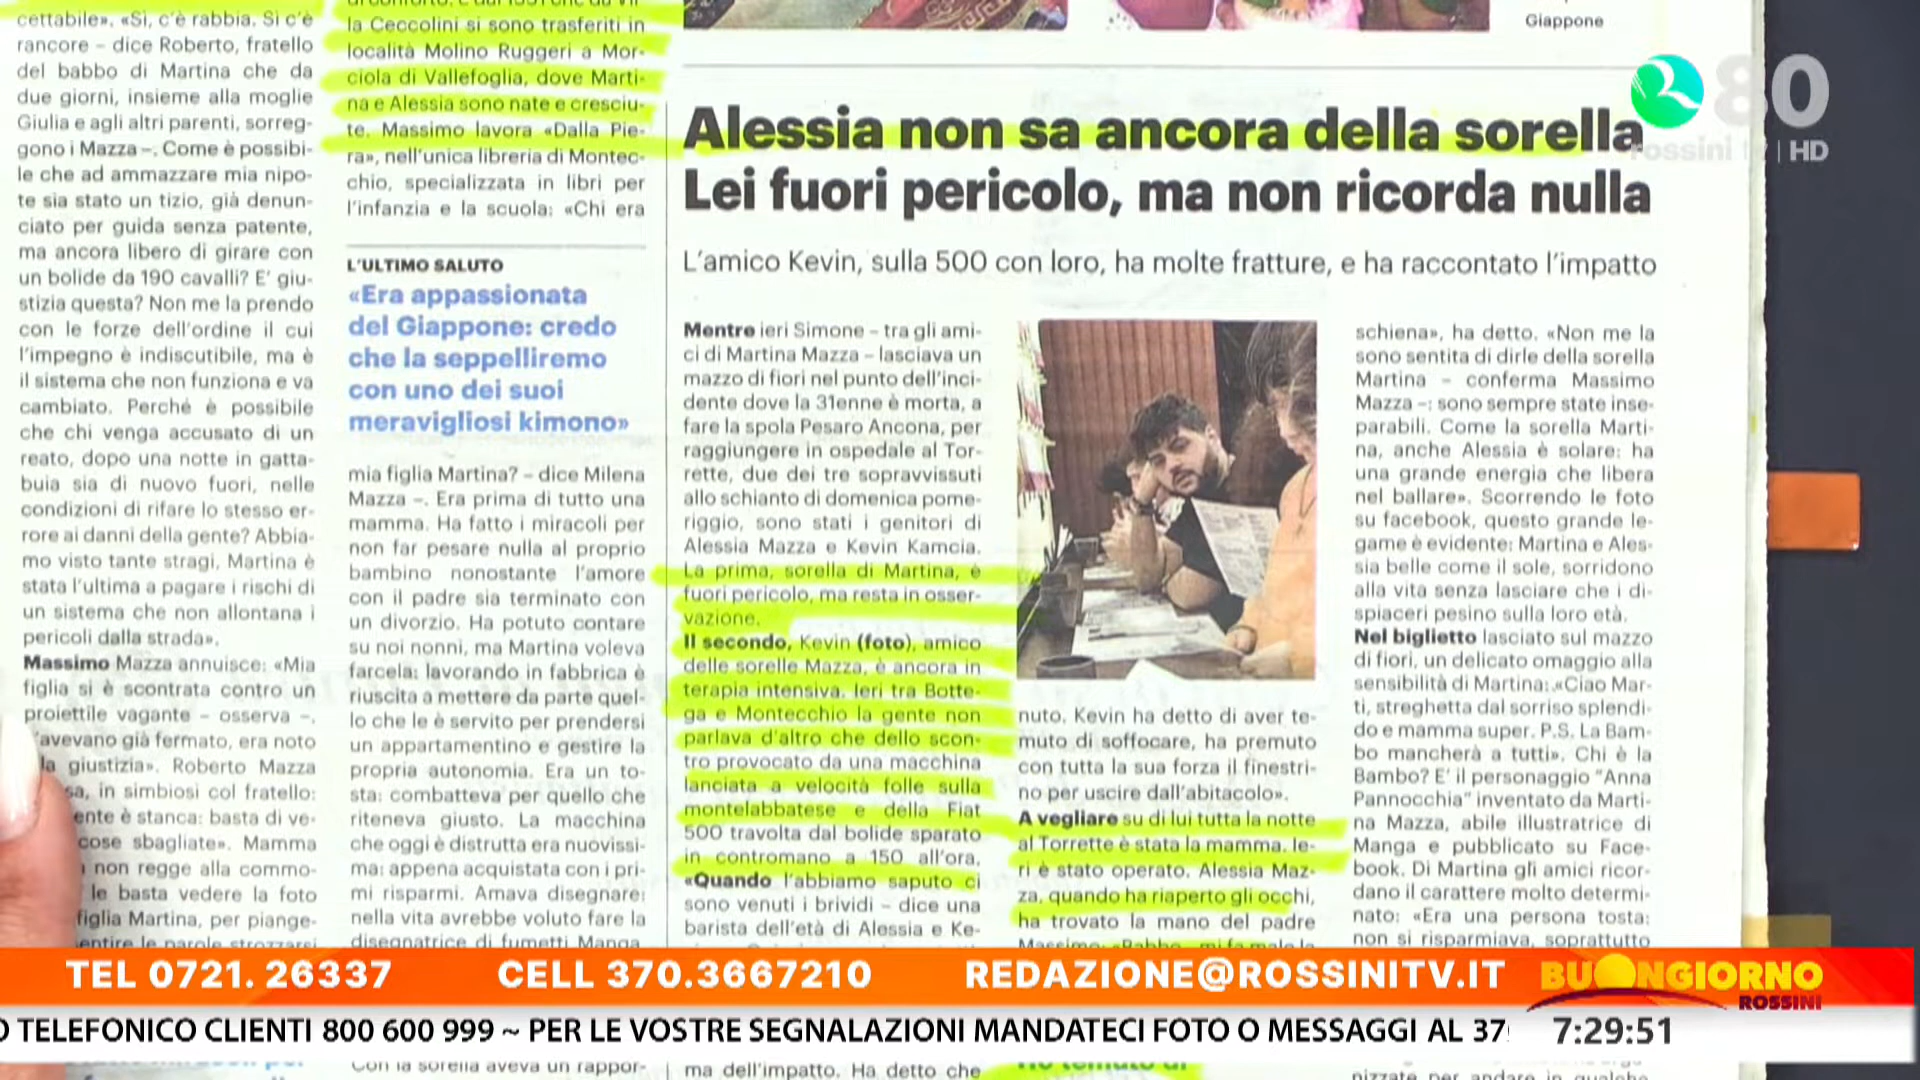 cettabile». «Sì, c'è rabbia. Sì c'è
rancore – dice Roberto, fratello
del babbo di Martina che da
due giorni, insieme alla moglie
Giulia e agli altri parenti, sorreg-
gono i Mazza –. Come è possibi-
le che ad ammazzare mia nipo-
te sia stato un tizio, già denun-
ciato per guida senza patente,
ma ancora libero di girare con
un bolide da 190 cavalli? E' giu-
stizia questa? Non me la prendo
con le forze dell'ordine il cui
l'impegno è indiscutibile, ma è
il sistema che non funziona e va
cambiato. Perché è possibile
che chi venga accusato di un
reato, dopo una notte in gatta-
buia sia di nuovo fuori, nelle
condizioni di rifare lo stesso er-
rore ai danni della gente? Abbia-
mo visto tante stragi, Martina è
stata l'ultima a pagare i rischi di
un sistema che non allontana i
pericoli dalla strada».
Massimo Mazza annuisce: «Mia
figlia si è scontrata contro un
proiettile vagante – osserva –.
'avevano già fermato, era noto
la giustizia». Roberto Mazza
sa, in simbiosi col fratello:
ente è stanca: basta di ve-
cose sbagliate». Mamma
non regge alla commo-
le basta vedere la foto
figlia Martina, per piange-
entire le parole strozzarsi
la Ceccolini si sono trasferiti in
località Molino Ruggeri a Mor-
ciola di Vallefoglia, dove Marti-
na e Alessia sono nate e cresciu-
te. Massimo lavora «Dalla Pie-
ra», nell'unica libreria di Montec-
chio, specializzata in libri per
l'infanzia e la scuola: «Chi era
L'ULTIMO SALUTO
«Era appassionata
del Giappone: credo
che la seppelliremo
con uno dei suoi
meravigliosi kimono»
mia figlia Martina? – dice Milena
Mazza –. Era prima di tutto una
mamma. Ha fatto i miracoli per
non far pesare nulla al proprio
bambino nonostante l'amore
con il padre sia terminato con
un divorzio. Ha potuto contare
su noi nonni, ma Martina voleva
farcela: lavorando in fabbrica è
riuscita a mettere da parte quel-
lo che le è servito per prendersi
un appartamentino e gestire la
propria autonomia. Era un to-
sta: combatteva per quello che
riteneva giusto. La macchina
che oggi è distrutta era nuovissi-
ma: appena acquistata con i pri-
mi risparmi. Amava disegnare:
nella vita avrebbe voluto fare la
disegnatrice di fumetti Manga.
Con la sorella aveva un rappor-
Giappone
Alessia non sa ancora della sorella
Lei fuori pericolo, ma non ricorda nulla
L'amico Kevin, sulla 500 con loro, ha molte fratture, e ha raccontato l'impatto
Mentre ieri Simone – tra gli ami-
ci di Martina Mazza – lasciava un
mazzo di fiori nel punto dell'inci-
dente dove la 31enne è morta, a
fare la spola Pesaro Ancona, per
raggiungere in ospedale al Tor-
rette, due dei tre sopravvissuti
allo schianto di domenica pome-
riggio, sono stati i genitori di
Alessia Mazza e Kevin Kamcia.
La prima, sorella di Martina, è
fuori pericolo, ma resta in osser-
vazione.
Il secondo, Kevin (foto), amico
delle sorelle Mazza, è ancora in
terapia intensiva. Ieri tra Botte-
ga e Montecchio la gente non
parlava d'altro che dello scon-
tro provocato da una macchina
lanciata a velocità folle sulla
montelabbatese e della Fiat
500 travolta dal bolide sparato
in contromano a 150 all'ora.
«Quando l'abbiamo saputo ci
sono venuti i brividi – dice una
barista dell'età di Alessia e Ke-
ma dell'impatto. Ha detto che
nuto. Kevin ha detto di aver te-
muto di soffocare, ha premuto
con tutta la sua forza il finestri-
no per uscire dall'abitacolo».
A vegliare su di lui tutta la notte
al Torrette è stata la mamma. Ie-
ri è stato operato. Alessia Maz-
za, quando ha riaperto gli occhi,
ha trovato la mano del padre
Massimo: «Babbo, mi fa male la
schiena», ha detto. «Non me la
sono sentita di dirle della sorella
Martina – conferma Massimo
Mazza –: sono sempre state inse-
parabili. Come la sorella Marti-
na, anche Alessia è solare: ha
una grande energia che libera
nel ballare». Scorrendo le foto
su facebook, questo grande le-
game è evidente: Martina e Ales-
sia belle come il sole, sorridono
alla vita senza lasciare che i di-
spiaceri pesino sulla loro età.
Nel biglietto lasciato sul mazzo
di fiori, un delicato omaggio alla
sensibilità di Martina: «Ciao Mar-
ti, streghetta dal sorriso splendi-
do e mamma super. P.S. La Bam-
bo mancherà a tutti». Chi è la
Bambo? E' il personaggio "Anna
Pannocchia" inventato da Marti-
na Mazza, abile illustratrice di
Manga e pubblicato su Face-
book. Di Martina gli amici ricor-
dano il carattere molto determi-
nato: «Era una persona tosta:
non si risparmiava, soprattutto
80
rossini tv | HD
TEL 0721. 26337 CELL 370.3667210 REDAZIONE@ROSSINITV.IT
BUONGIORNO
ROSSINI
O TELEFONICO CLIENTI 800 600 999 ~ PER LE VOSTRE SEGNALAZIONI MANDATECI FOTO O MESSAGGI AL 37
7:29:51